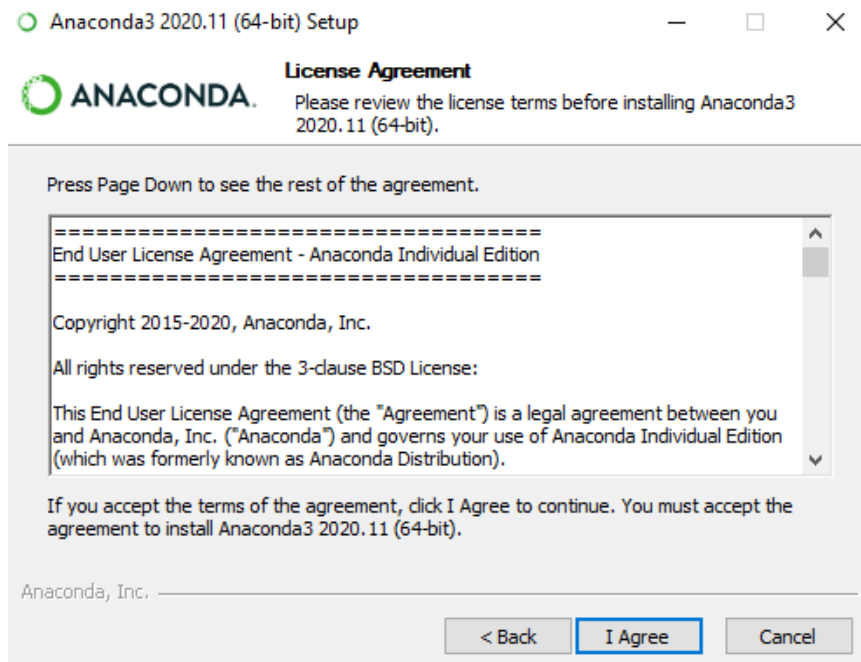 Anaconda3 2020.11 (64-bit) Setup
ANACONDA.
License Agreement
Please review the license terms before installing Anaconda3
2020.11 (64-bit).
Press Page Down to see the rest of the agreement.
===================================
End User License Agreement - Anaconda Individual Edition
===================================
Copyright 2015-2020, Anaconda, Inc.
All rights reserved under the 3-clause BSD License:
This End User License Agreement (the "Agreement") is a legal agreement between you
and Anaconda, Inc. ("Anaconda") and governs your use of Anaconda Individual Edition
(which was formerly known as Anaconda Distribution).
If you accept the terms of the agreement, click I Agree to continue. You must accept the
agreement to install Anaconda3 2020.11 (64-bit).
Anaconda, Inc.
< Back
I Agree
Cancel